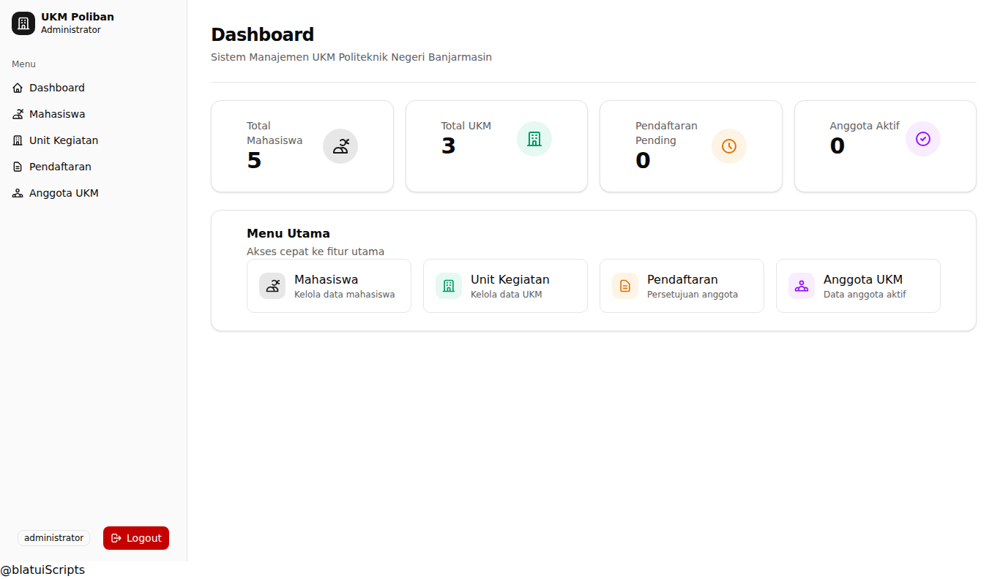 UKM Poliban
Administrator
Menu
Dashboard
Mahasiswa
Unit Kegiatan
Pendaftaran
Anggota UKM
administrator
Logout
Dashboard
Sistem Manajemen UKM Politeknik Negeri Banjarmasin
Total
Mahasiswa
5
Total UKM
3
Pendaftaran
Pending
0
Anggota Aktif
0
Menu Utama
Akses cepat ke fitur utama
Mahasiswa
Kelola data mahasiswa
Unit Kegiatan
Kelola data UKM
Pendaftaran
Persetujuan anggota
Anggota UKM
Data anggota aktif
@blatuiScripts